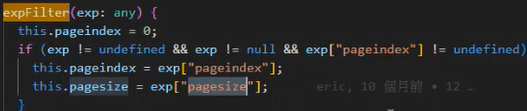 expFilter(exp: any) {
this.pageindex = 0;
if (exp != undefined && exp != null && exp["pageindex"] != undefined)
this.pageindex = exp["pageindex"];
this.pagesize = exp["pagesize"]; eric, 10 個月前 • 12 …
}